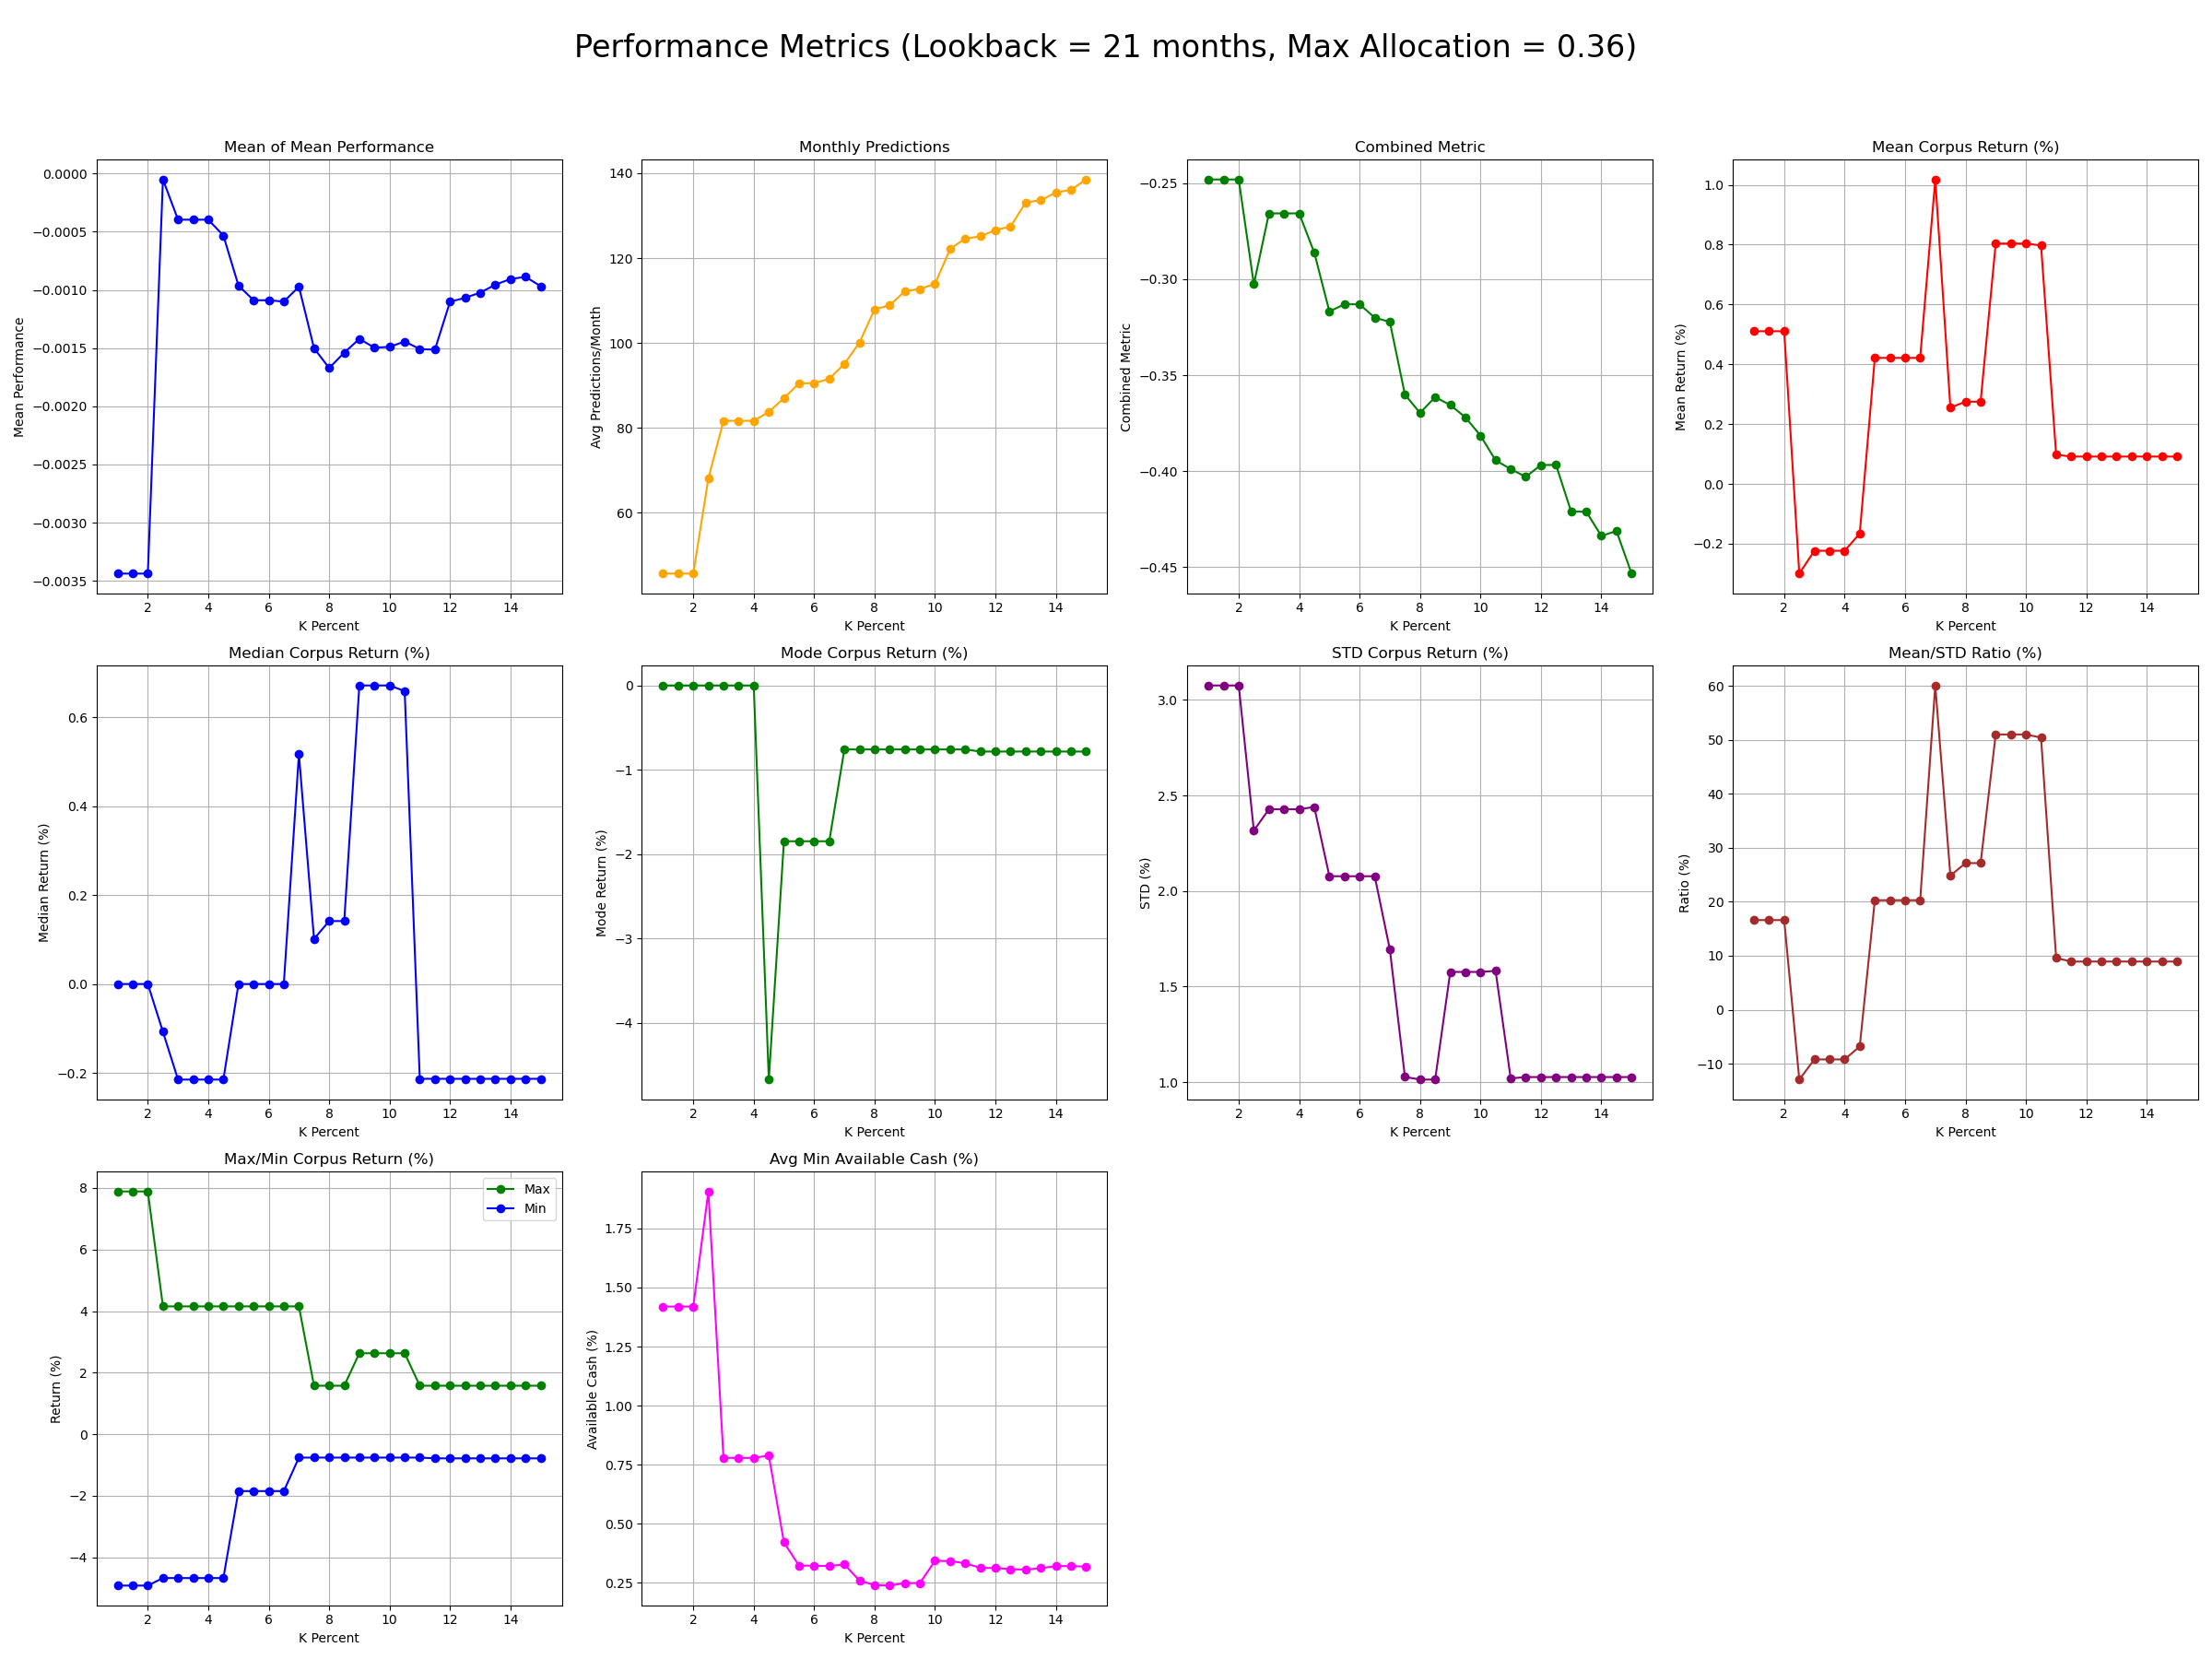 Performance Metrics (Lookback = 21 months, Max Allocation = 0.36)
Mean of Mean Performance
Mean Performance
0.0000
−0.0005
−0.0010
−0.0015
−0.0020
−0.0025
−0.0030
−0.0035
2 4 6 8 10 12 14
K Percent
Monthly Predictions
Avg Predictions/Month
140
120
100
80
60
2 4 6 8 10 12 14
K Percent
Combined Metric
Combined Metric
−0.25
−0.30
−0.35
−0.40
−0.45
2 4 6 8 10 12 14
K Percent
Mean Corpus Return (%)
Mean Return (%)
1.0
0.8
0.6
0.4
0.2
0.0
−0.2
2 4 6 8 10 12 14
K Percent
Median Corpus Return (%)
Median Return (%)
0.6
0.4
0.2
0.0
−0.2
2 4 6 8 10 12 14
K Percent
Mode Corpus Return (%)
Mode Return (%)
0
−1
−2
−3
−4
2 4 6 8 10 12 14
K Percent
STD Corpus Return (%)
STD (%)
3.0
2.5
2.0
1.5
1.0
2 4 6 8 10 12 14
K Percent
Mean/STD Ratio (%)
Ratio (%)
60
50
40
30
20
10
0
−10
2 4 6 8 10 12 14
K Percent
Max/Min Corpus Return (%)
Return (%)
8
6
4
2
0
−2
−4
Max
Min
2 4 6 8 10 12 14
K Percent
Avg Min Available Cash (%)
Available Cash (%)
1.75
1.50
1.25
1.00
0.75
0.50
0.25
2 4 6 8 10 12 14
K Percent